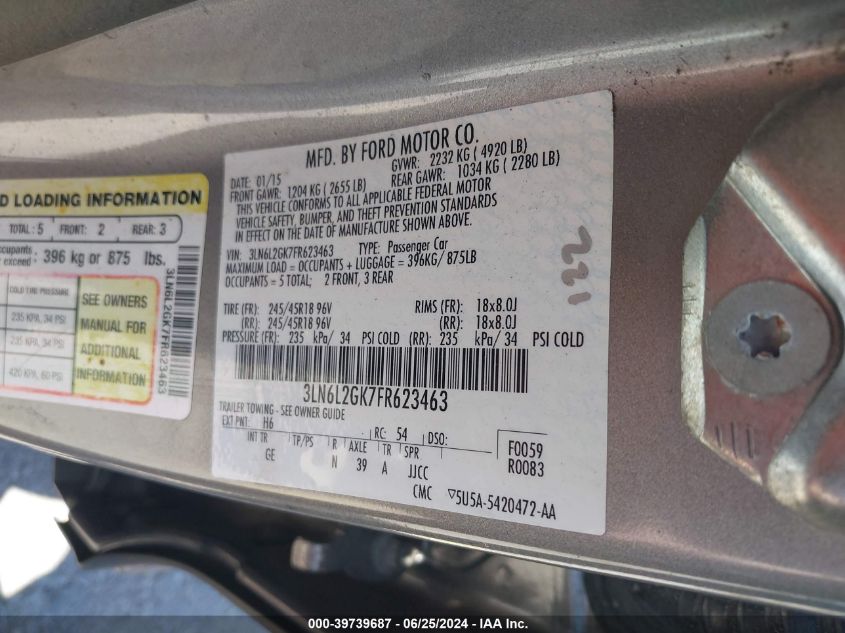 D LOADING INFORMATION
TOTAL: 5 FRONT: 2 REAR: 3
ccupants
exceed 396 kg or 875 lbs.
COLD TIRE PRESSURE
235 KPA, 34 PSI
235 KPA, 34 PSI
420 KPA, 60 PSI
SEE OWNERS
MANUAL FOR
ADDITIONAL
INFORMATION
3LN6L2GK7FR623463
MFD. BY FORD MOTOR CO.
DATE: 01/15 GVWR: 2232 KG ( 4920 LB)
FRONT GAWR: 1204 KG ( 2655 LB) REAR GAWR: 1034 KG ( 2280 LB)
THIS VEHICLE CONFORMS TO ALL APPLICABLE FEDERAL MOTOR
VEHICLE SAFETY, BUMPER, AND THEFT PREVENTION STANDARDS
IN EFFECT ON THE DATE OF MANUFACTURE SHOWN ABOVE.
VIN: 3LN6L2GK7FR623463 TYPE: Passenger Car
MAXIMUM LOAD = OCCUPANTS + LUGGAGE = 396KG/875LB
OCCUPANTS = 5 TOTAL; 2 FRONT, 3 REAR
TIRE (FR): 245/45R18 96V RIMS (FR): 18x8.0J
(RR): 245/45R18 96V (RR): 18x8.0J
PRESSURE (FR): 235 kPa/ 34 PSI COLD (RR): 235 kPa/34 PSI COLD
3LN6L2GK7FR623463
TRAILER TOWING - SEE OWNER GUIDE
EXT PNT: H6 RC: 54 DSO:
INT TR TP/PS R AXLE TR SPR
GE N 39 A JJCC
F0059
R0083
CMC ▽5U5A-5420472-AA
221
000-39739687 - 06/25/2024 - IAA Inc.